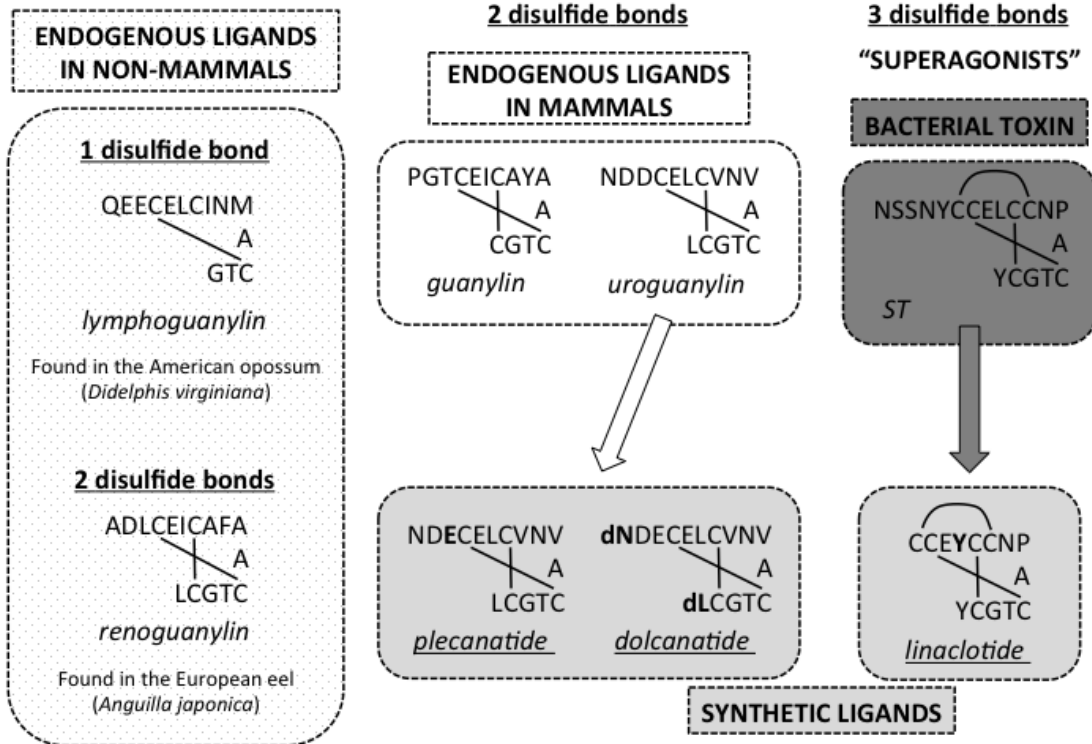 ENDOGENOUS LIGANDS
IN NON-MAMMALS
1 disulfide bond
QEECELCINM
A
GTC
lymphoguanylin
Found in the American opossum
(Didelphis virginiana)
2 disulfide bonds
ADLCEICAFA
A
LCGTC
renoguanylin
Found in the European eel
(Anguilla japonica)
2 disulfide bonds
ENDOGENOUS LIGANDS
IN MAMMALS
PGTCEICAYA
A
CGTC
guanylin
NDDCELCVNV
A
LCGTC
uroguanylin
NDECELCVNV
A
LCGTC
plecanatide
dNDECELCVNV
A
dLCGTC
dolcanatide
3 disulfide bonds
“SUPERAGONISTS”
BACTERIAL TOXIN
NSSNYCCELCCNP
A
YCGTC
ST
CCEYCCNP
A
YCGTC
linaclotide
SYNTHETIC LIGANDS